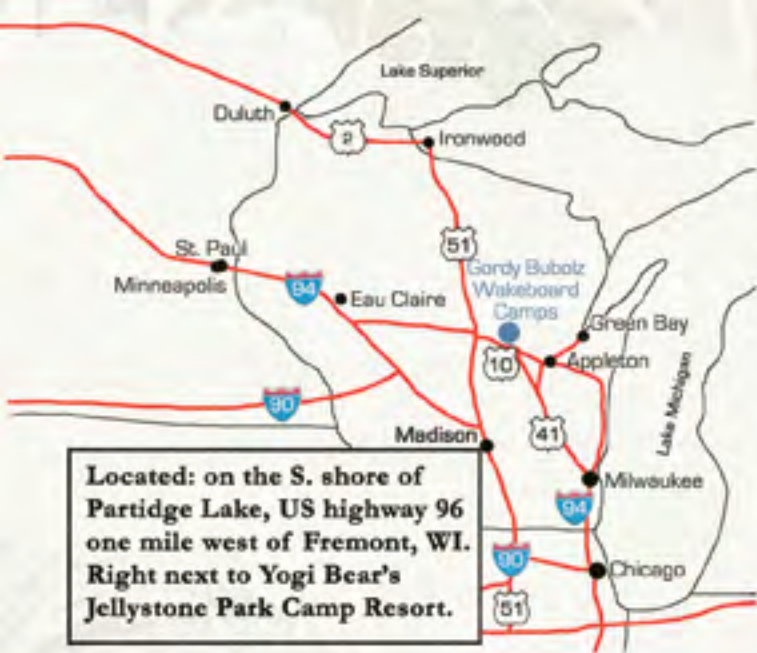 Lake Superior
Duluth
2
Ironwood
51
St. Paul
Minneapolis
94
Eau Claire
Gordy Bubolz
Wakeboard
Camps
Green Bay
10
Appleton
90
41
Lake Michigan
Madison
Milwaukee
94
90
Chicago
51
Located: on the S. shore of
Partidge Lake, US highway 96
one mile west of Fremont, WI.
Right next to Yogi Bear's
Jellystone Park Camp Resort.